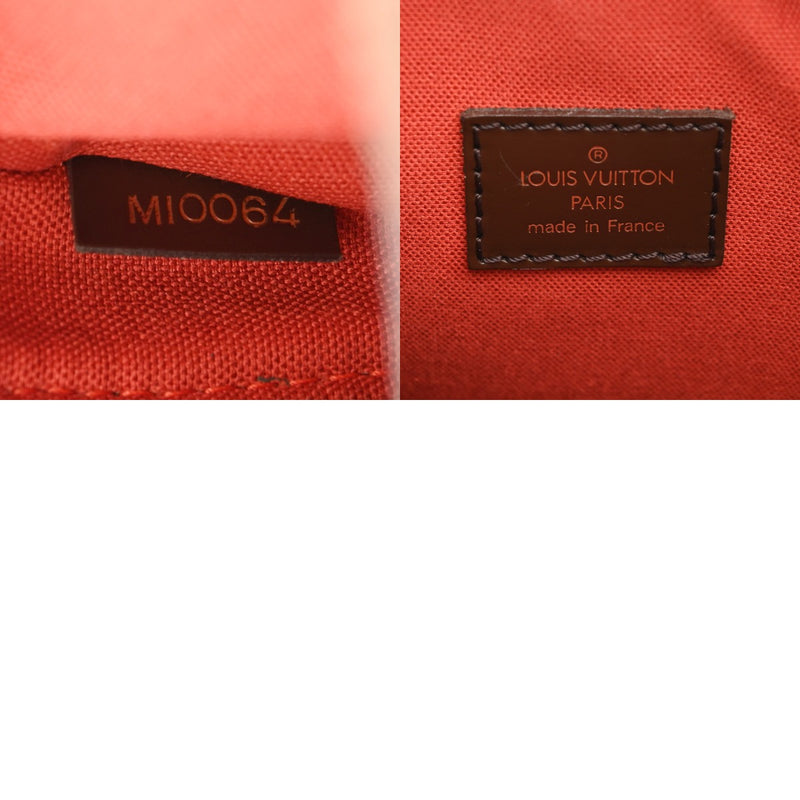 MI0064
®
LOUIS VUITTON
PARIS
made in France